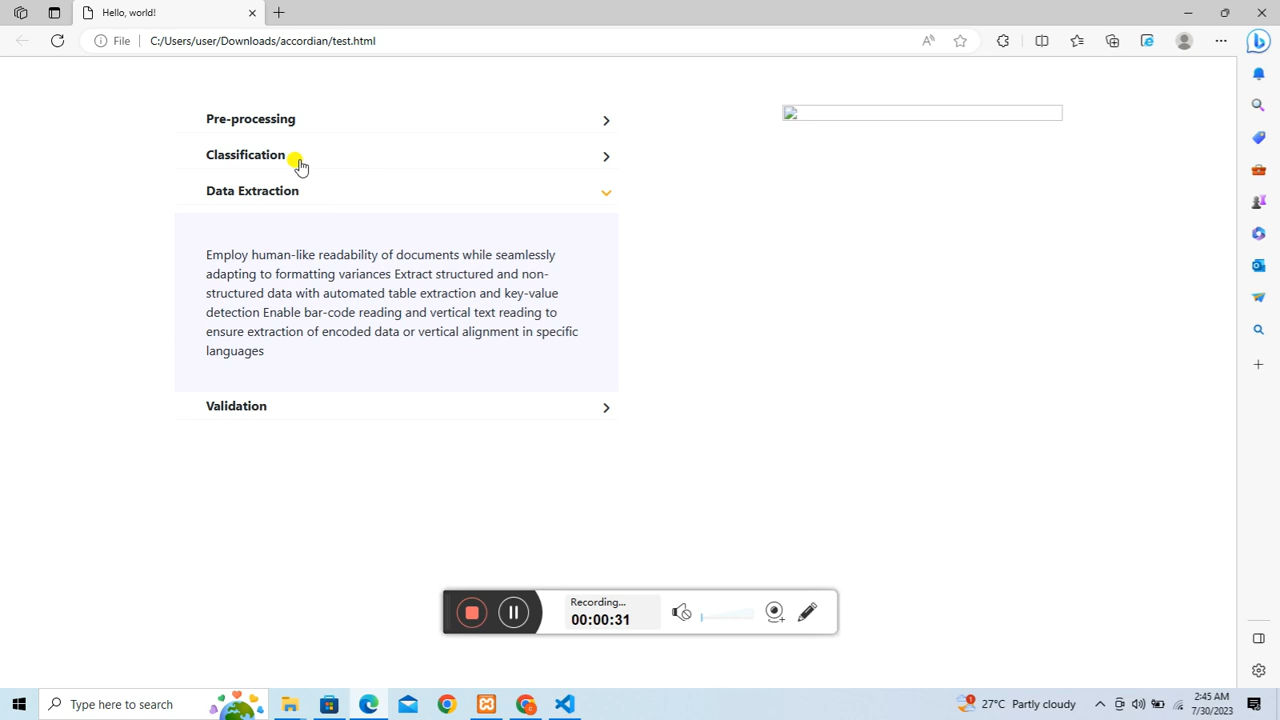 Hello, world!
File
C:/Users/user/Downloads/accordian/test.html
Pre-processing
Classification
Data Extraction
Employ human-like readability of documents while seamlessly
adapting to formatting variances Extract structured and non-
structured data with automated table extraction and key-value
detection Enable bar-code reading and vertical text reading to
ensure extraction of encoded data or vertical alignment in specific
languages
Validation
Recording...
00:00:31
Type here to search
27°C Partly cloudy
2:45 AM
7/30/2023